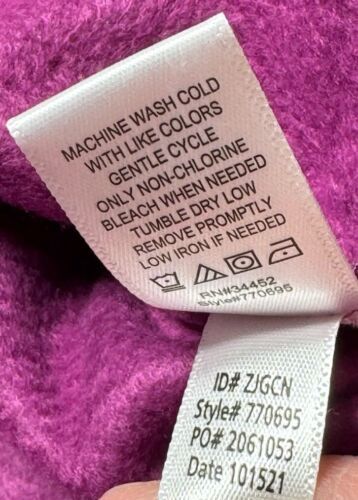 MACHINE WASH COLD
WITH LIKE COLORS
GENTLE CYCLE
ONLY NON-CHLORINE
BLEACH WHEN NEEDED
TUMBLE DRY LOW
REMOVE PROMPTLY
LOW IRON IF NEEDED
RN#34452
Style#770695
ID# ZJGCN
Style# 770695
PO# 2061053
Date 101521